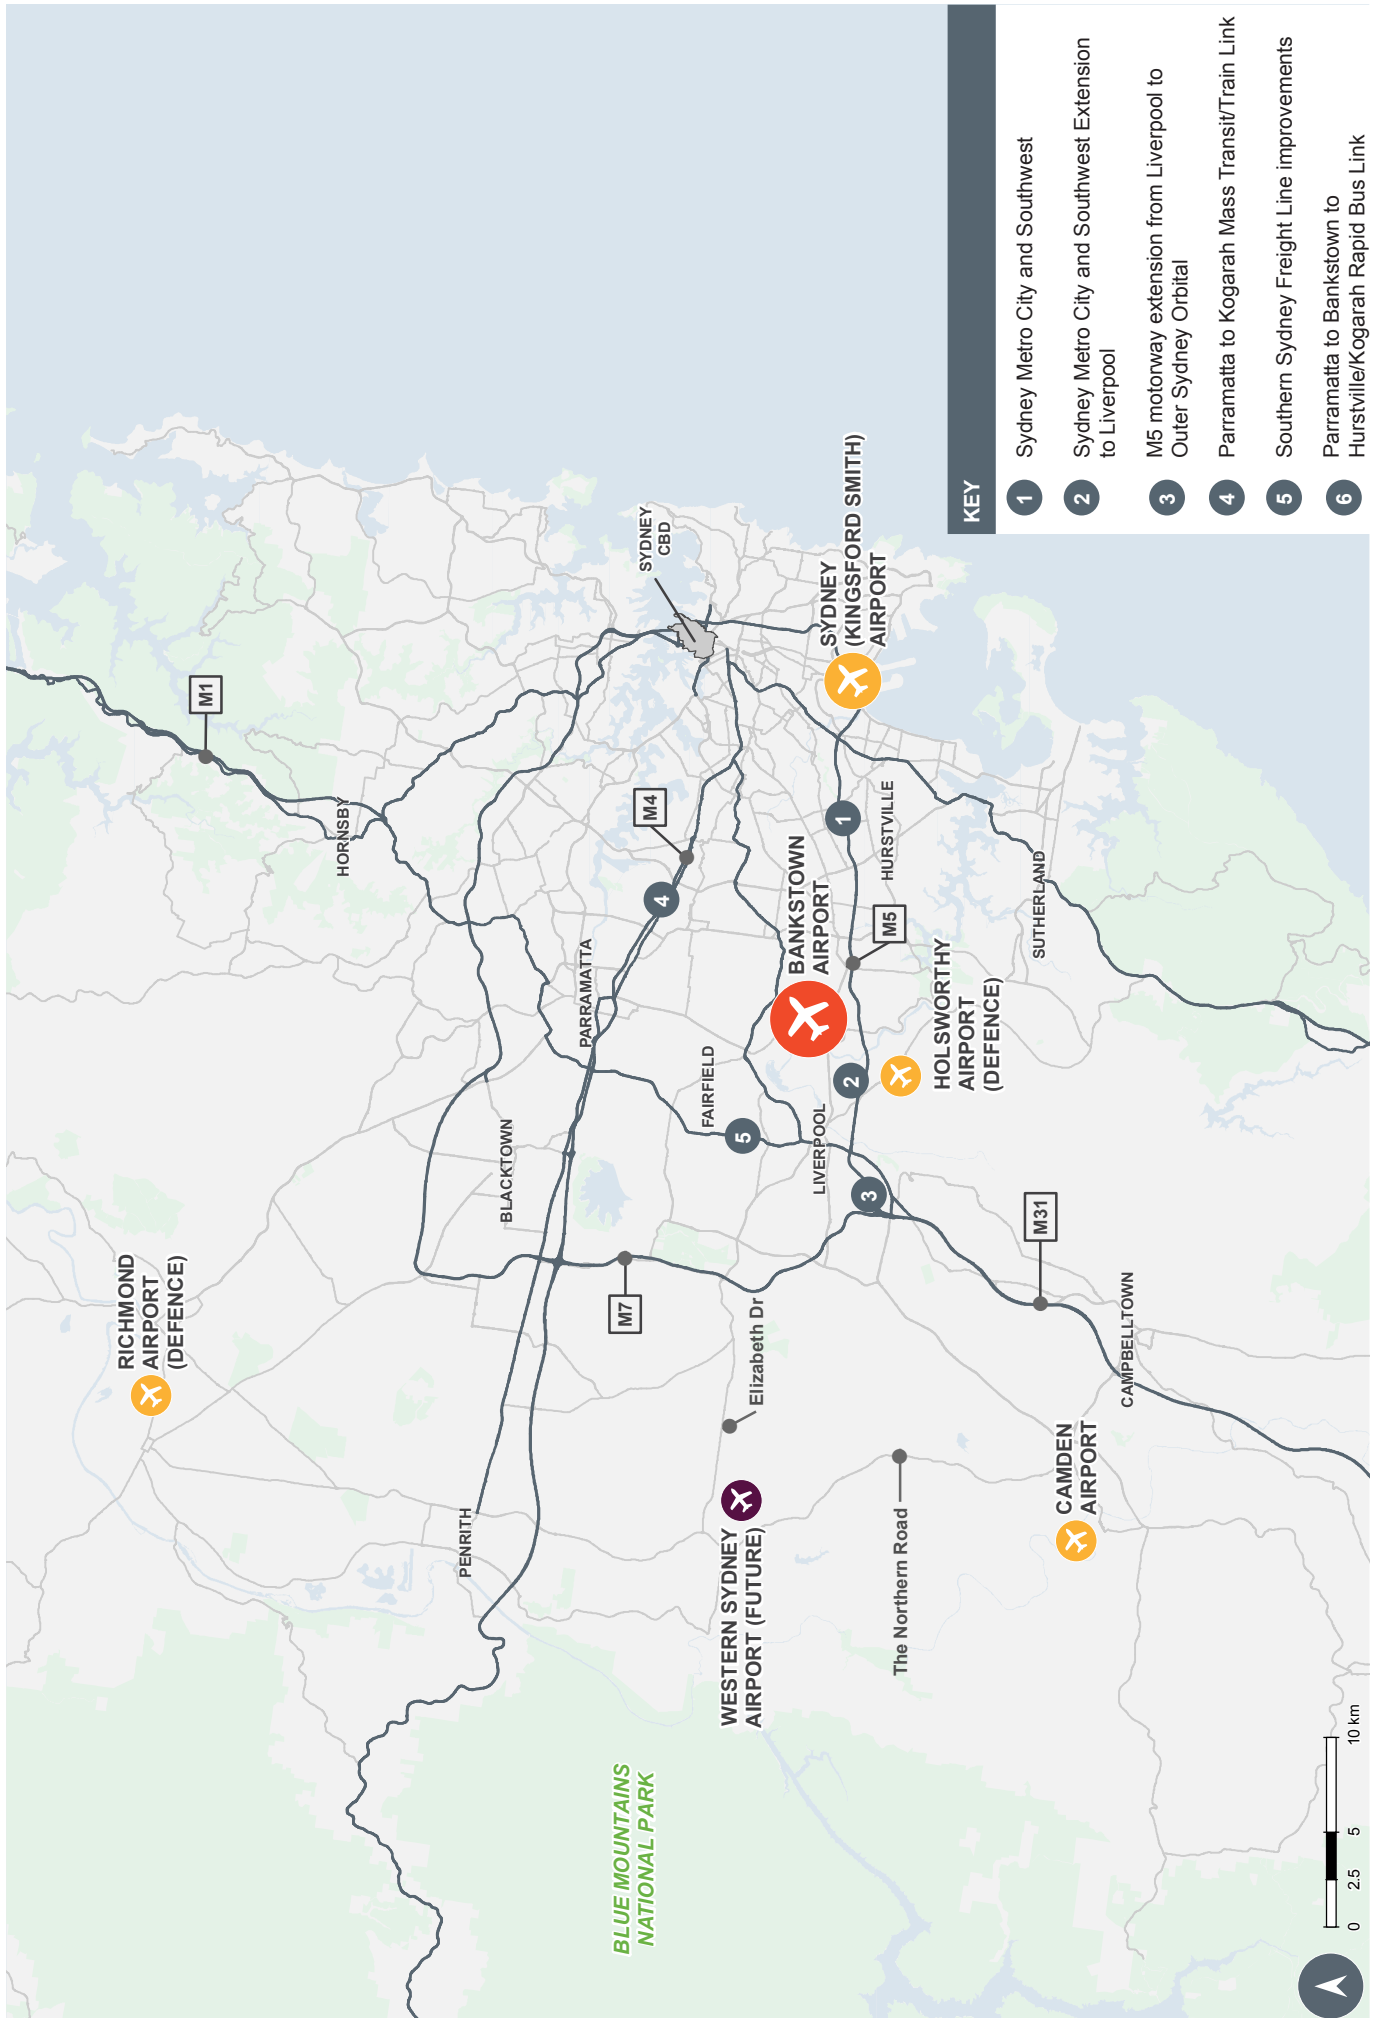 RICHMOND
AIRPORT
(DEFENCE)
M1
HORNSBY
PENRITH
BLACKTOWN
PARRAMATTA
M7
M4
SYDNEY
CBD
BLUE MOUNTAINS
NATIONAL PARK
WESTERN SYDNEY
AIRPORT (FUTURE)
Elizabeth Dr
FAIRFIELD
5
4
BANKSTOWN
AIRPORT
LIVERPOOL
2
3
1
SYDNEY
(KINGSFORD SMITH)
AIRPORT
M5
HURSTVILLE
The Northern Road
HOLSWORTHY
AIRPORT
(DEFENCE)
M31
SUTHERLAND
CAMDEN
AIRPORT
CAMPBELLTOWN
0 2.5 5 10 km
KEY
1 Sydney Metro City and Southwest
2 Sydney Metro City and Southwest Extension
to Liverpool
3 M5 motorway extension from Liverpool to
Outer Sydney Orbital
4 Parramatta to Kogarah Mass Transit/Train Link
5 Southern Sydney Freight Line improvements
6 Parramatta to Bankstown to
Hurstville/Kogarah Rapid Bus Link